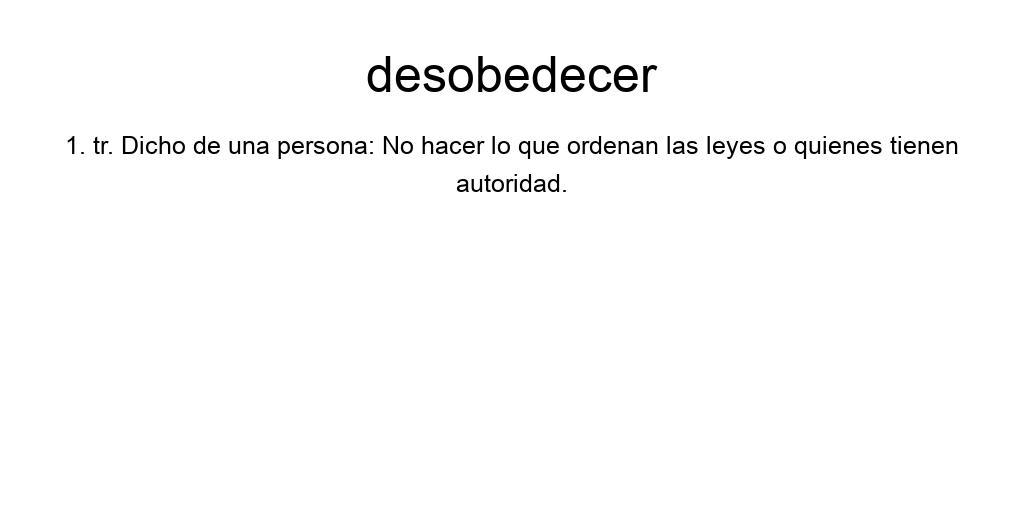 desobedecer
1. tr. Dicho de una persona: No hacer lo que ordenan las leyes o quienes tienen
autoridad.